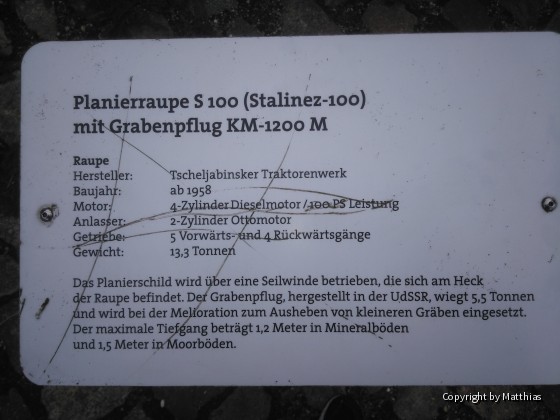 Planierraupe S 100 (Stalinez-100)
mit Grabenpflug KM-1200 M
Raupe
Hersteller: Tscheljabinsker Traktorenwerk
Baujahr: ab 1958
Motor: 4-Zylinder Dieselmotor / 100 PS Leistung
Anlasser: 2-Zylinder Ottomotor
Getriebe: 5 Vorwärts- und 4 Rückwärtsgänge
Gewicht: 13,3 Tonnen
Das Planierschild wird über eine Seilwinde betrieben, die sich am Heck
der Raupe befindet. Der Grabenpflug, hergestellt in der UdSSR, wiegt 5,5 Tonnen
und wird bei der Melioration zum Ausheben von kleineren Gräben eingesetzt.
Der maximale Tiefgang beträgt 1,2 Meter in Mineralböden
und 1,5 Meter in Moorböden.
Copyright by Matthias